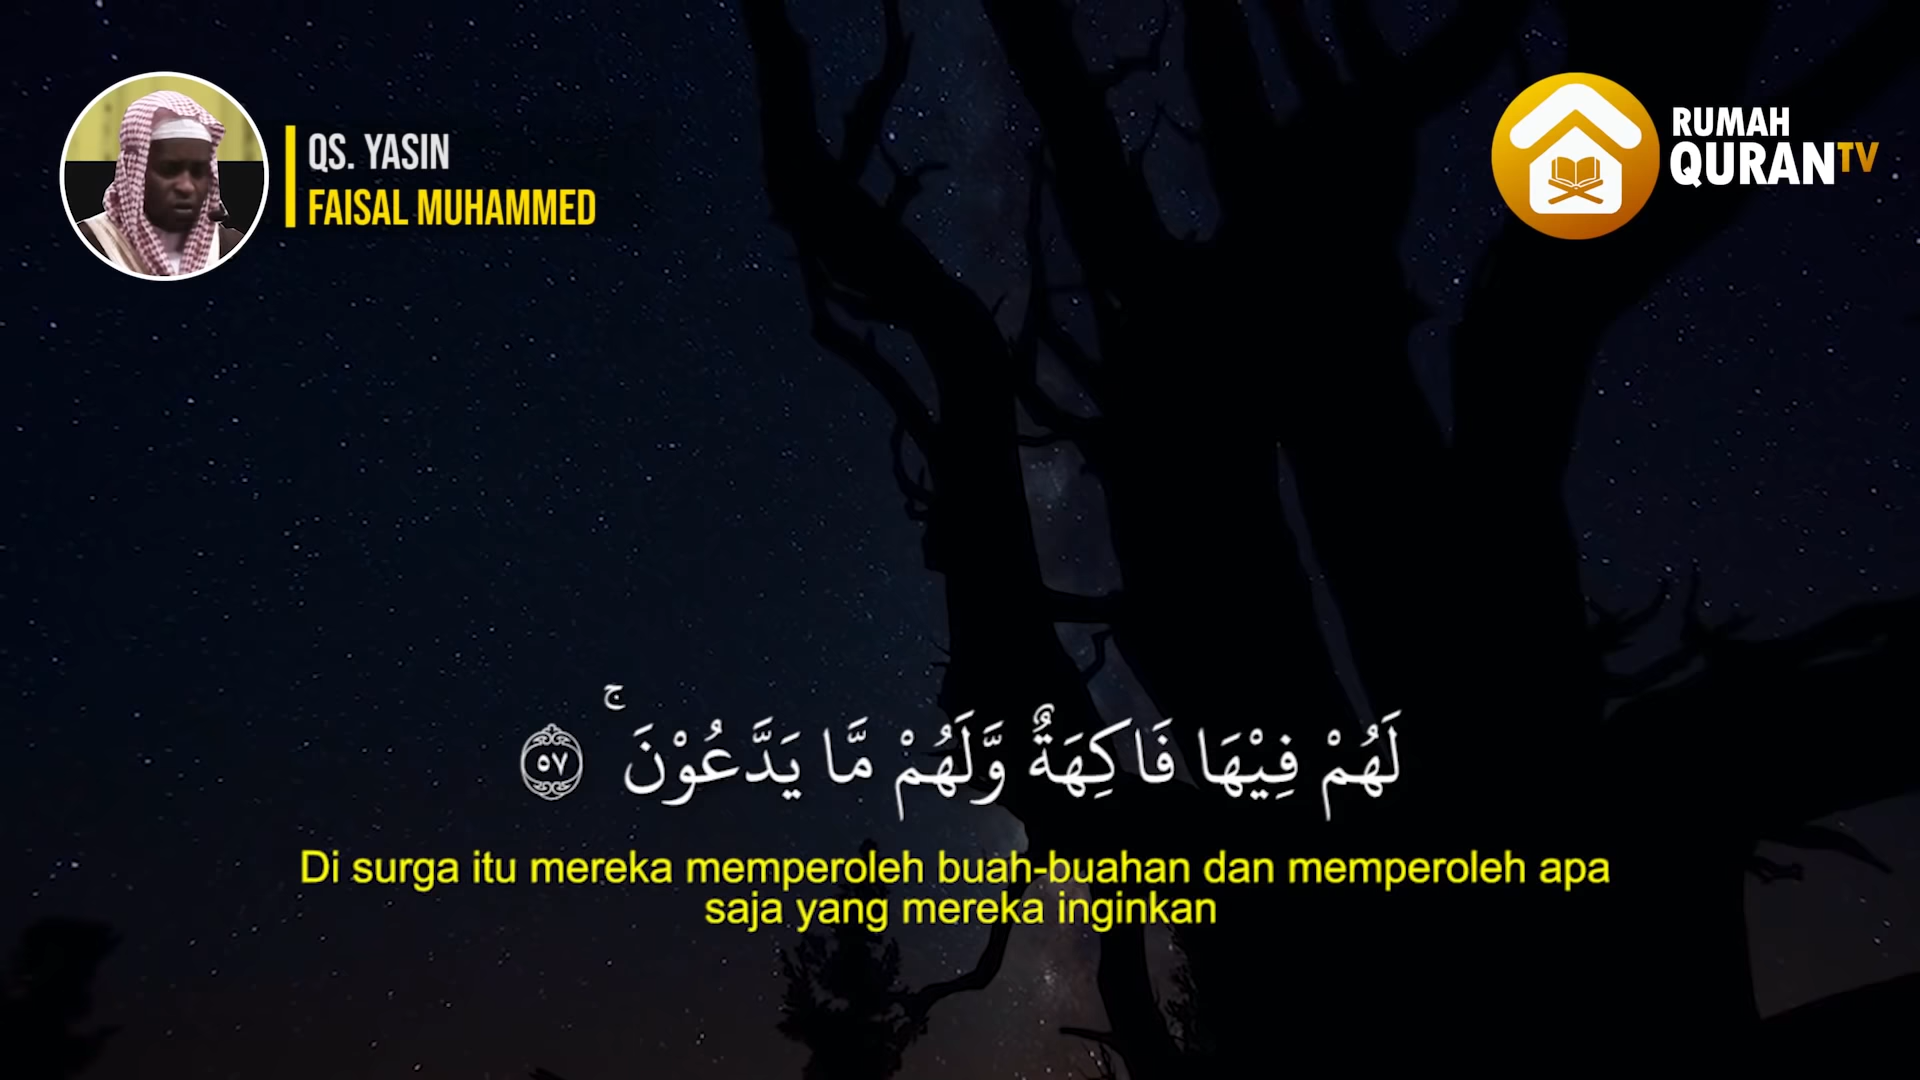 QS. YASIN
FAISAL MUHAMMED
RUMAH
QURANTV
لَهُمْ فِيْهَا فَاكِهَةٌ وَّلَهُمْ مَّا يَدَّعُوْنَ ۚ ٥٧
Di surga itu mereka memperoleh buah-buahan dan memperoleh apa
saja yang mereka inginkan